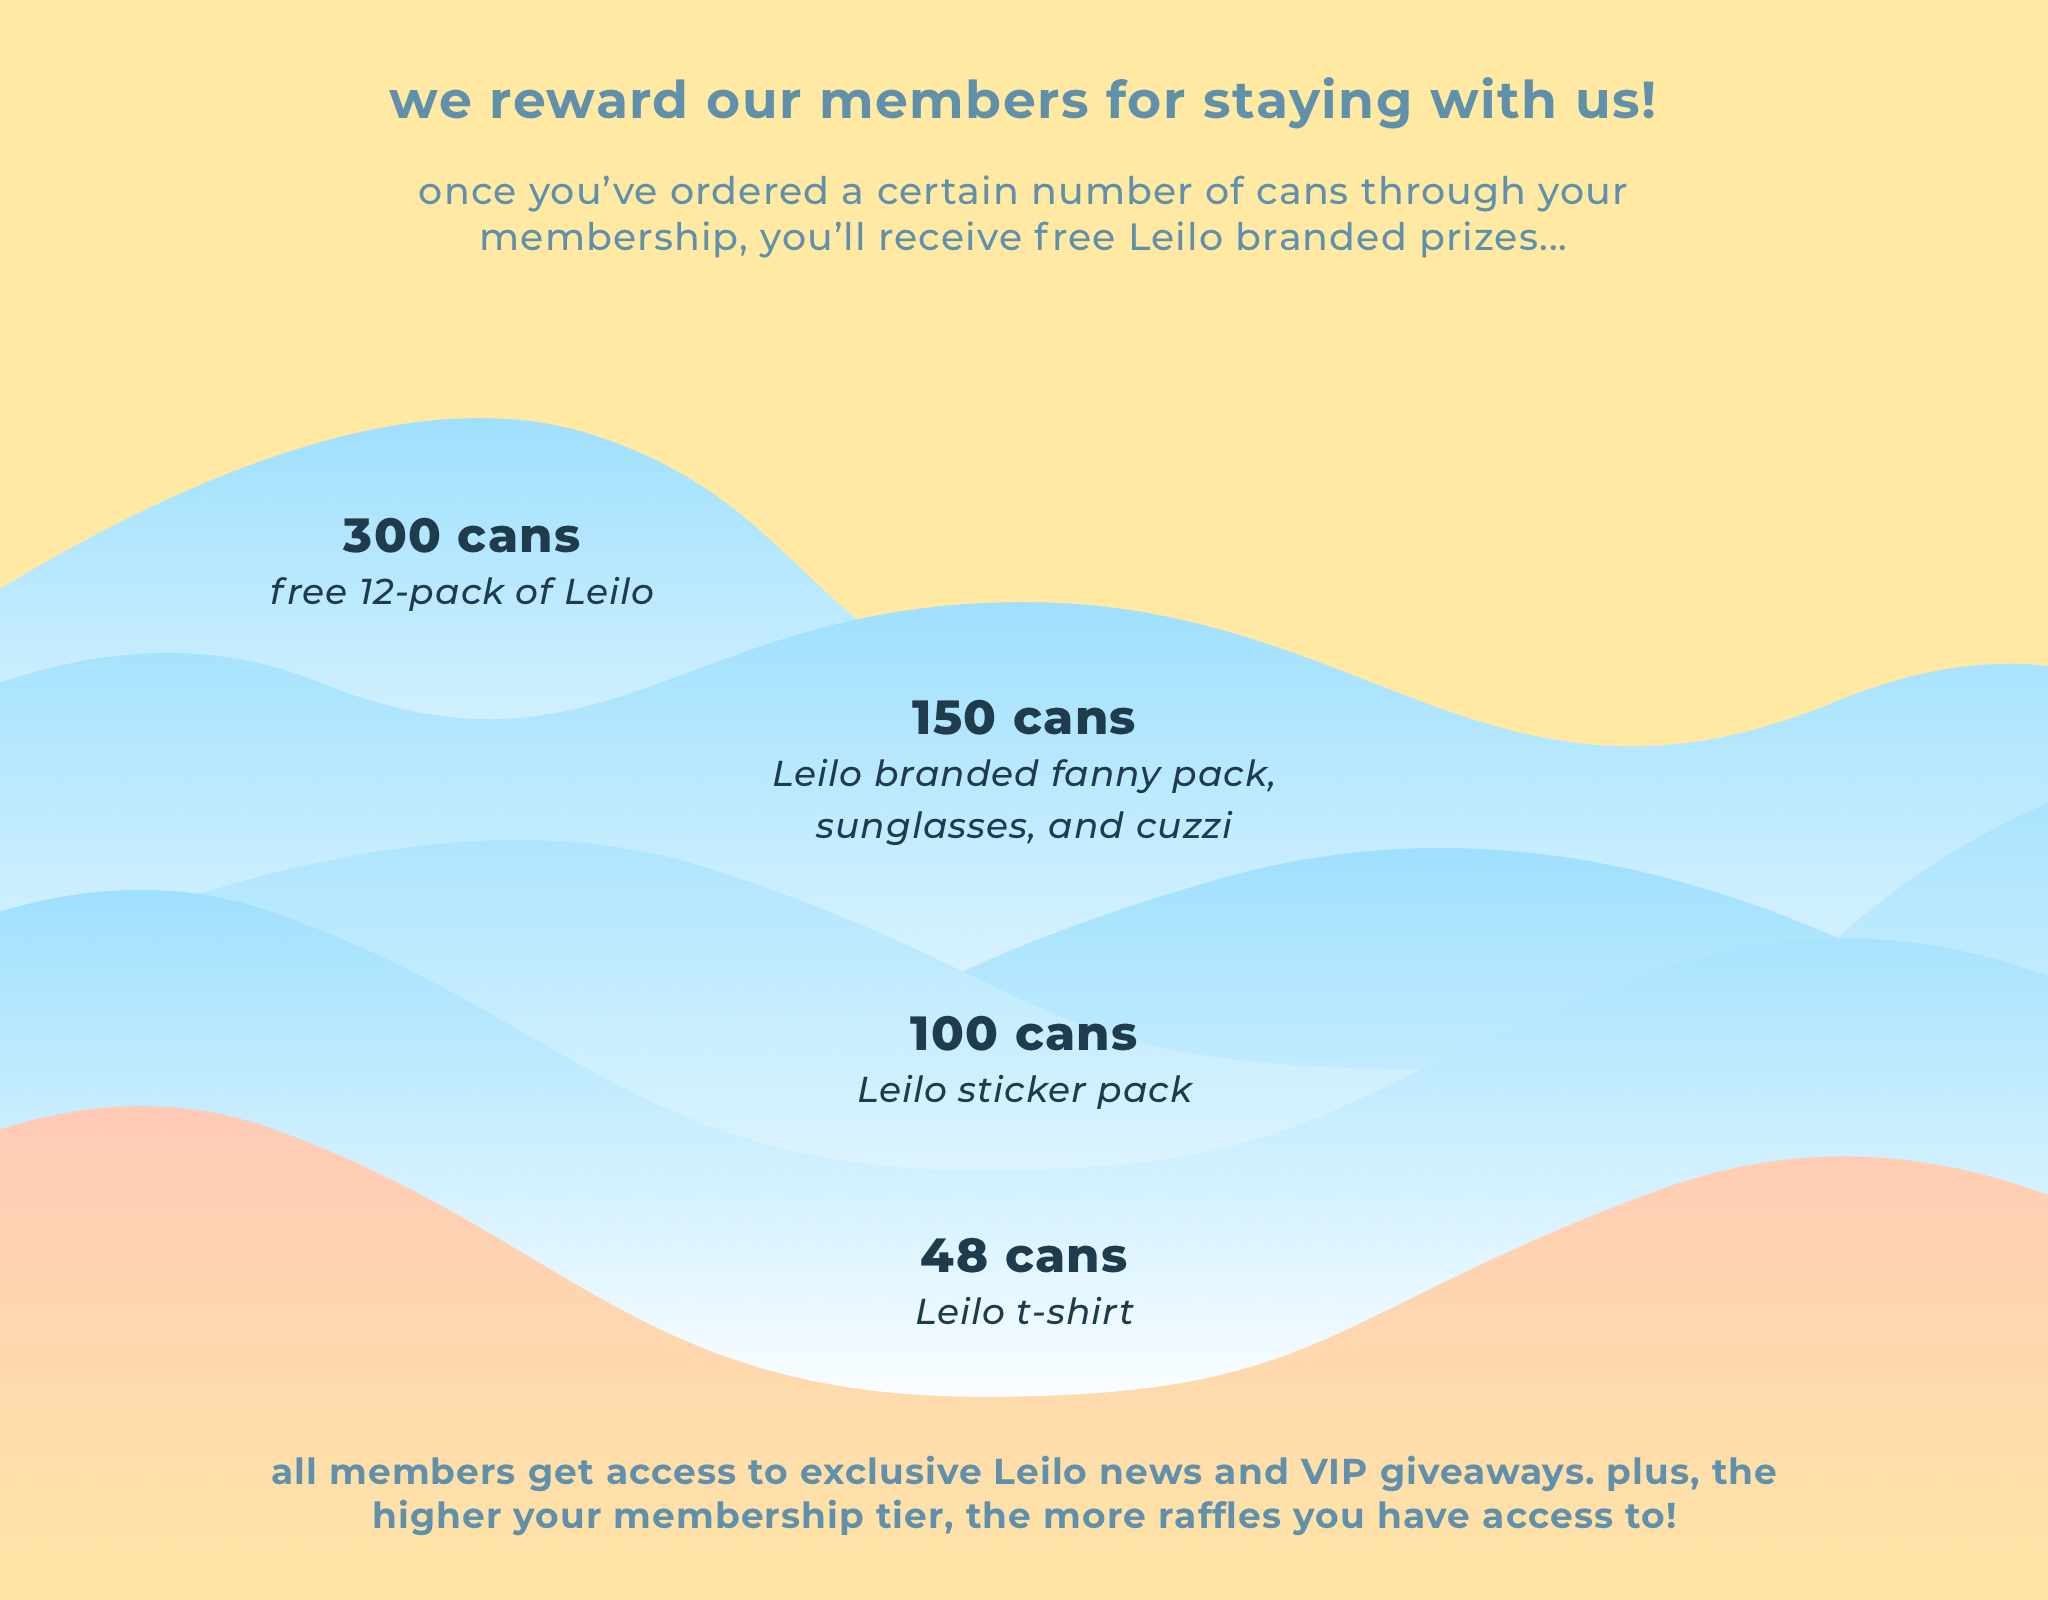 we reward our members for staying with us!
once you’ve ordered a certain number of cans through your
membership, you’ll receive free Leilo branded prizes...
300 cans
free 12-pack of Leilo
150 cans
Leilo branded fanny pack,
sunglasses, and cuzzi
100 cans
Leilo sticker pack
48 cans
Leilo t-shirt
all members get access to exclusive Leilo news and VIP giveaways. plus, the
higher your membership tier, the more raffles you have access to!